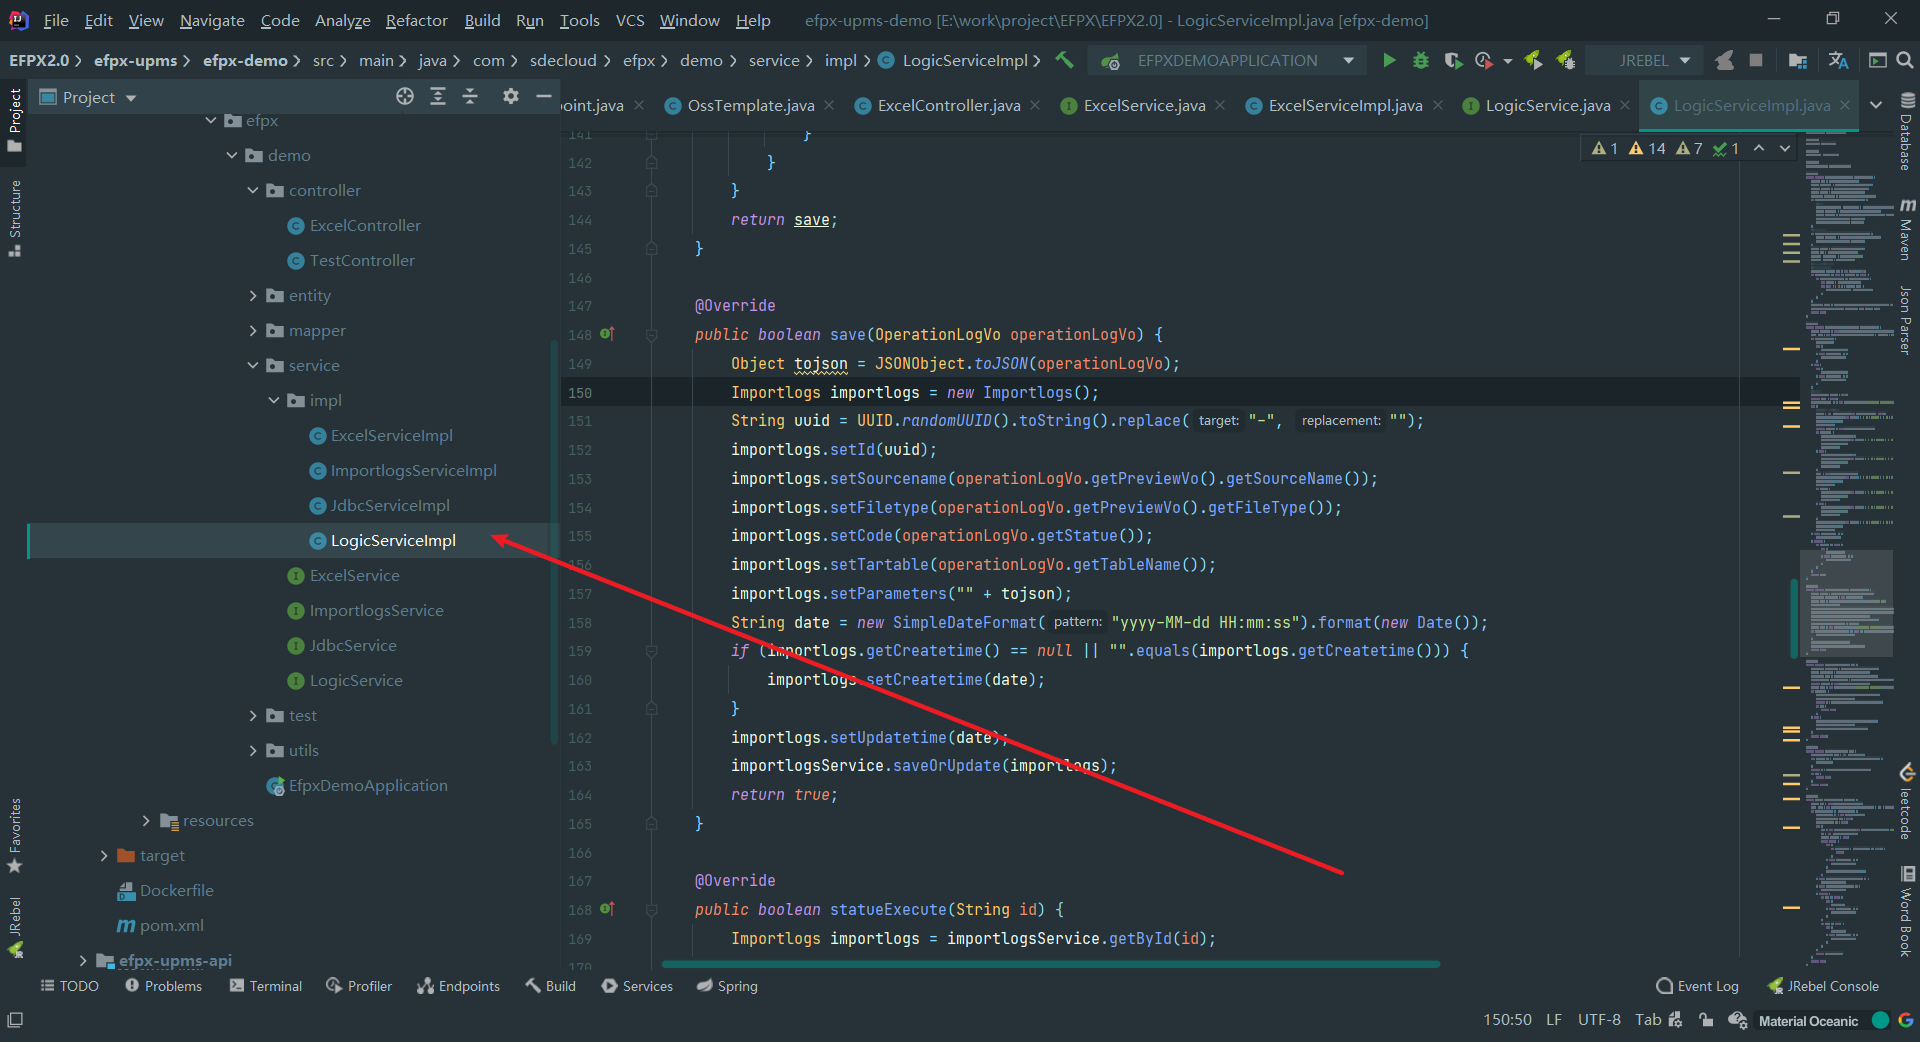 File Edit View Navigate Code Analyze Refactor Build Run Tools VCS Window Help efpx-upms-demo [E:\work\project\EFPX\EFPX2.0] - LogicServiceImpl.java [efpx-demo]
EFPX2.0 efpx-upms efpx-demo src main java com sdecloud efpx demo service impl LogicServiceImpl EFPXDEMOAPPLICATION JREBEL
Project
oint.java OssTemplate.java ExcelController.java ExcelService.java ExcelServiceImpl.java LogicService.java LogicServiceImpl.java
1 14 7 1
Project
Structure
Favorites
JRebel
efpx
demo
controller
ExcelController
TestController
entity
mapper
service
impl
ExcelServiceImpl
ImportlogsServiceImpl
JdbcServiceImpl
LogicServiceImpl
ExcelService
ImportlogsService
JdbcService
LogicService
test
utils
EfpxDemoApplication
resources
target
Dockerfile
pom.xml
efpx-upms-api
141 }
142 }
143 }
144 return save;
145 }
146
147 @Override
148 public boolean save(OperationLogVo operationLogVo) {
149 Object tojson = JSONObject.toJSON(operationLogVo);
150 Importlogs importlogs = new Importlogs();
151 String uuid = UUID.randomUUID().toString().replace( target: "-", replacement: "");
152 importlogs.setId(uuid);
153 importlogs.setSourcename(operationLogVo.getPreviewVo().getSourceName());
154 importlogs.setFiletype(operationLogVo.getPreviewVo().getFileType());
155 importlogs.setCode(operationLogVo.getStatue());
156 importlogs.setTartable(operationLogVo.getTableName());
157 importlogs.setParameters("" + tojson);
158 String date = new SimpleDateFormat( pattern: "yyyy-MM-dd HH:mm:ss").format(new Date());
159 if (importlogs.getCreatetime() == null || "".equals(importlogs.getCreatetime())) {
160 importlogs.setCreatetime(date);
161 }
162 importlogs.setUpdatetime(date);
163 importlogsService.saveOrUpdate(importlogs);
164 return true;
165 }
166
167 @Override
168 public boolean statueExecute(String id) {
169 Importlogs importlogs = importlogsService.getById(id);
170
Database
Maven
Json Parser
leetcode
Word Book
TODO Problems Terminal Profiler Endpoints Build Services Spring Event Log JRebel Console
150:50 LF UTF-8 Tab Material Oceanic